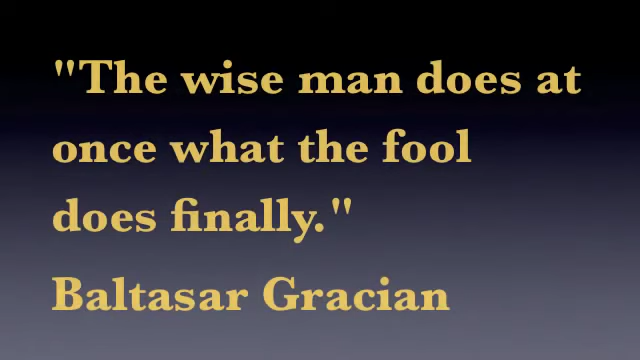 "The wise man does at
once what the fool
does finally."
Baltasar Gracian